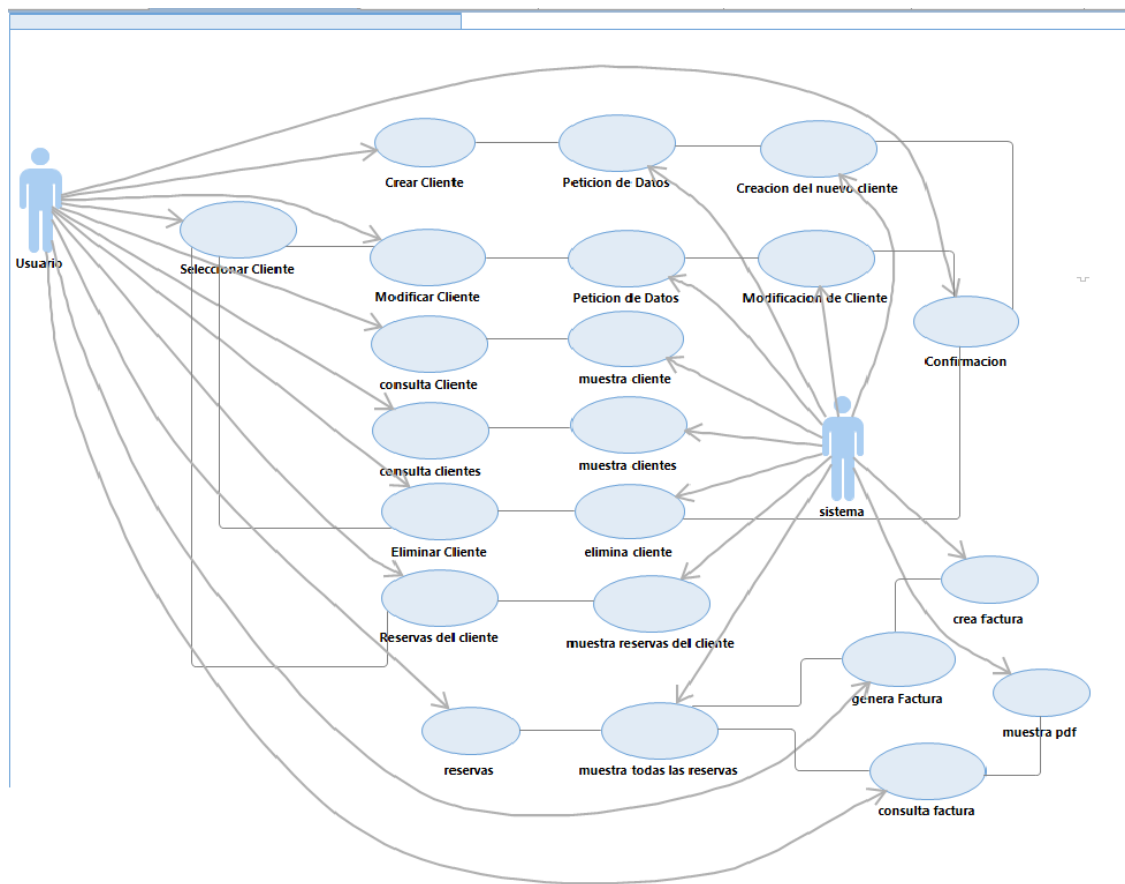 Crear Cliente
Peticion de Datos
Creacion del nuevo cliente
Usuario
Seleccionar Cliente
Modificar Cliente
Peticion de Datos
Modificacion de Cliente
Confirmacion
consulta Cliente
muestra cliente
consulta clientes
muestra clientes
sistema
Eliminar Cliente
elimina cliente
crea factura
Reservas del cliente
muestra reservas del cliente
genera Factura
muestra pdf
reservas
muestra todas las reservas
consulta factura